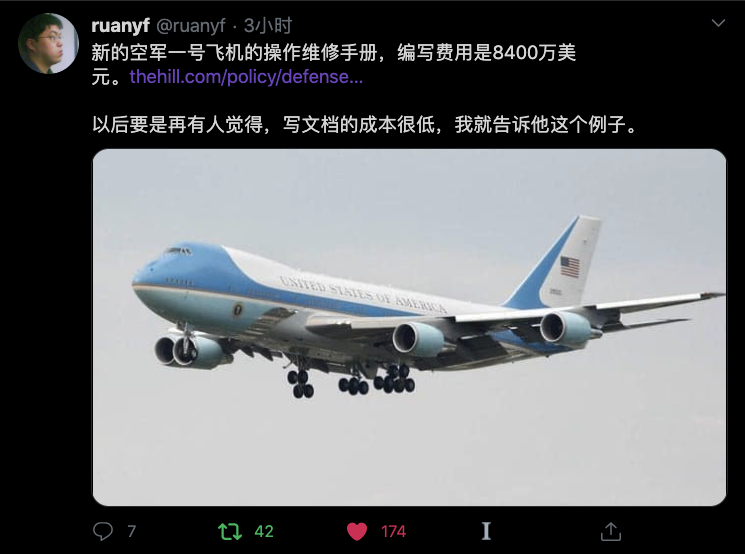 ruanyf @ruanyf · 3小时
新的空军一号飞机的操作维修手册，编写费用是8400万美
元。thehill.com/policy/defense...
以后要是再有人觉得，写文档的成本很低，我就告诉他这个例子。
UNITED STATES OF AMERICA
7 42 174